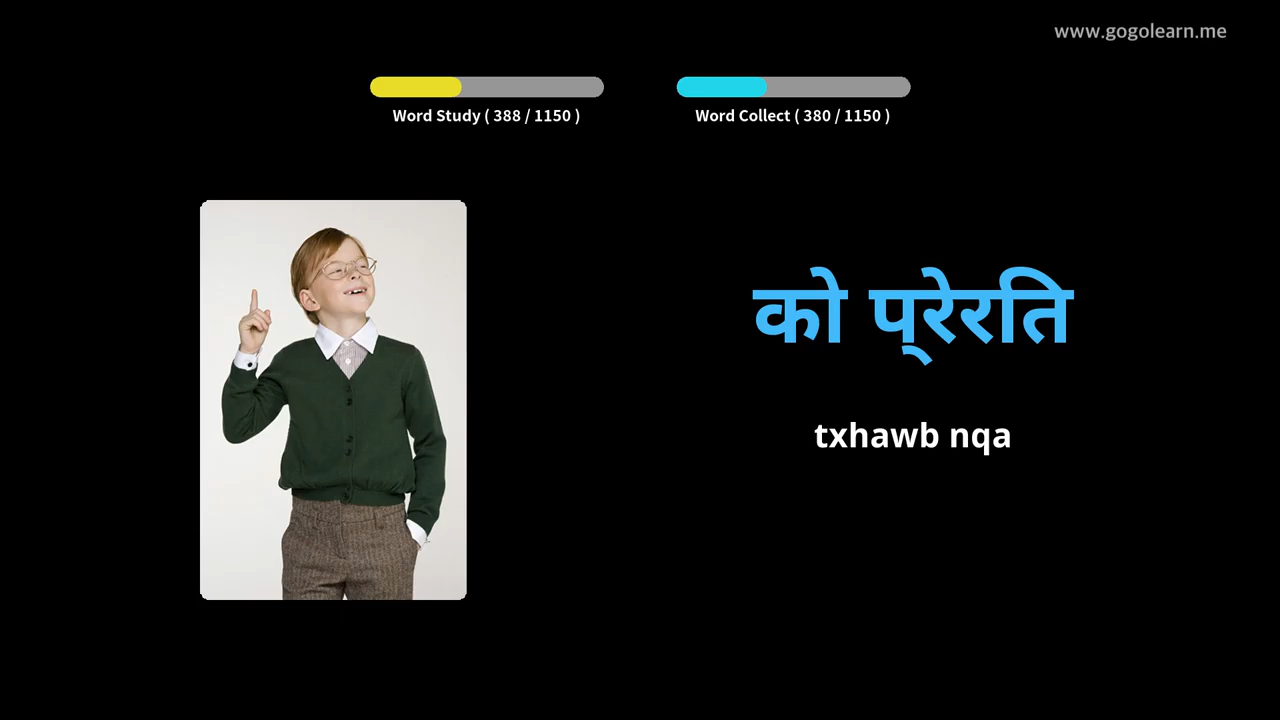 www.gogolearn.me
Word Study ( 388 / 1150 )
Word Collect ( 380 / 1150 )
को प्‌रेरति
txhawb nqa